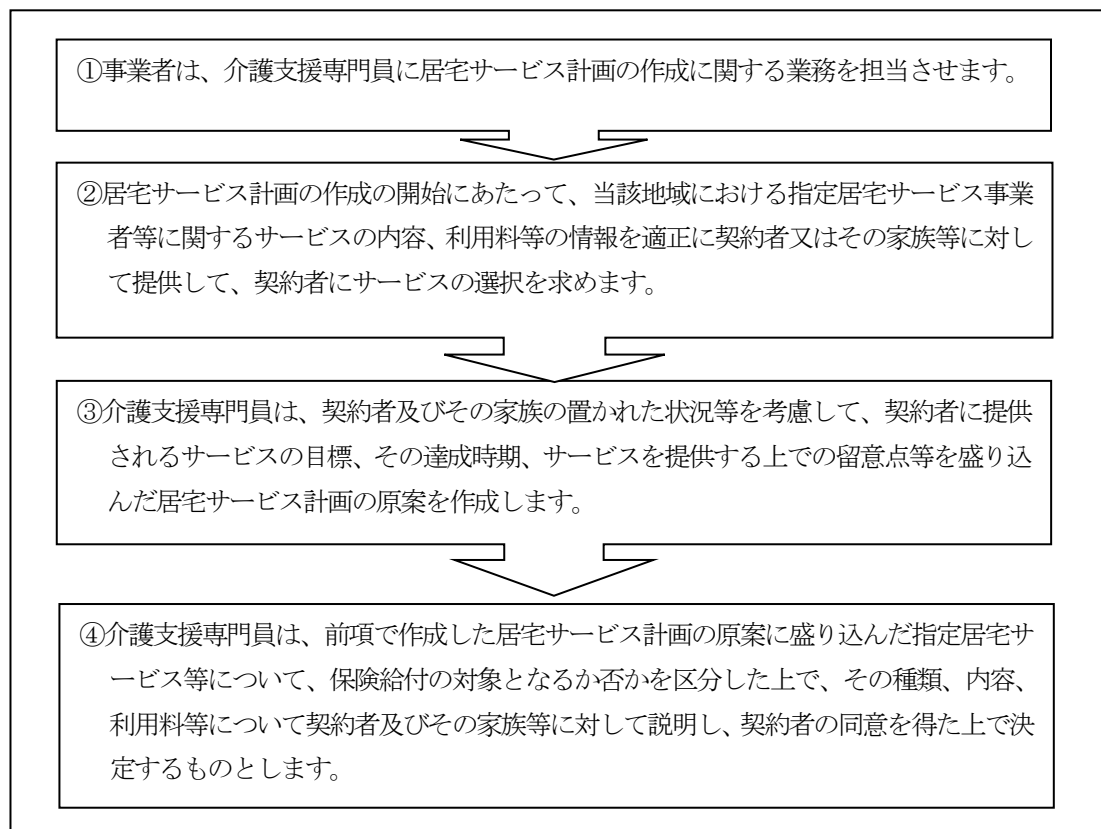 ①事業者は、介護支援専門員に居宅サービス計画の作成に関する業務を担当させます。
②居宅サービス計画の作成の開始にあたって、当該地域における指定居宅サービス事業
者等に関するサービスの内容、利用料等の情報を適正に契約者又はその家族等に対し
て提供して、契約者にサービスの選択を求めます。
③介護支援専門員は、契約者及びその家族の置かれた状況等を考慮して、契約者に提供
されるサービスの目標、その達成時期、サービスを提供する上での留意点等を盛り込
んだ居宅サービス計画の原案を作成します。
④介護支援専門員は、前項で作成した居宅サービス計画の原案に盛り込んだ指定居宅サ
ービス等について、保険給付の対象となるか否かを区分した上で、その種類、内容、
利用料等について契約者及びその家族等に対して説明し、契約者の同意を得た上で決
定するものとします。